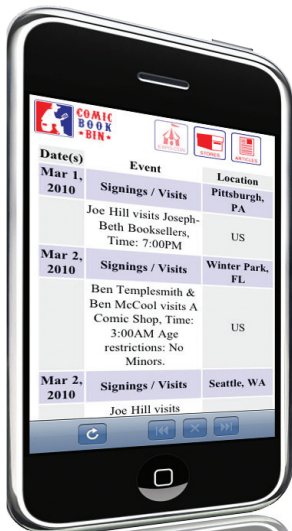 COMIC
BOOK
•BIN•
STORES
ARTICLES
Date(s) Event Location
Mar 1, 2010 Signings / Visits Pittsburgh, PA
Joe Hill visits Joseph-
Beth Booksellers,
Time: 7:00PM
US
Mar 2, 2010 Signings / Visits Winter Park, FL
Ben Templesmith &
Ben McCool visits A
Comic Shop, Time:
3:00AM Age
restrictions: No
Minors.
US
Mar 2, 2010 Signings / Visits Seattle, WA
Joe Hill visits